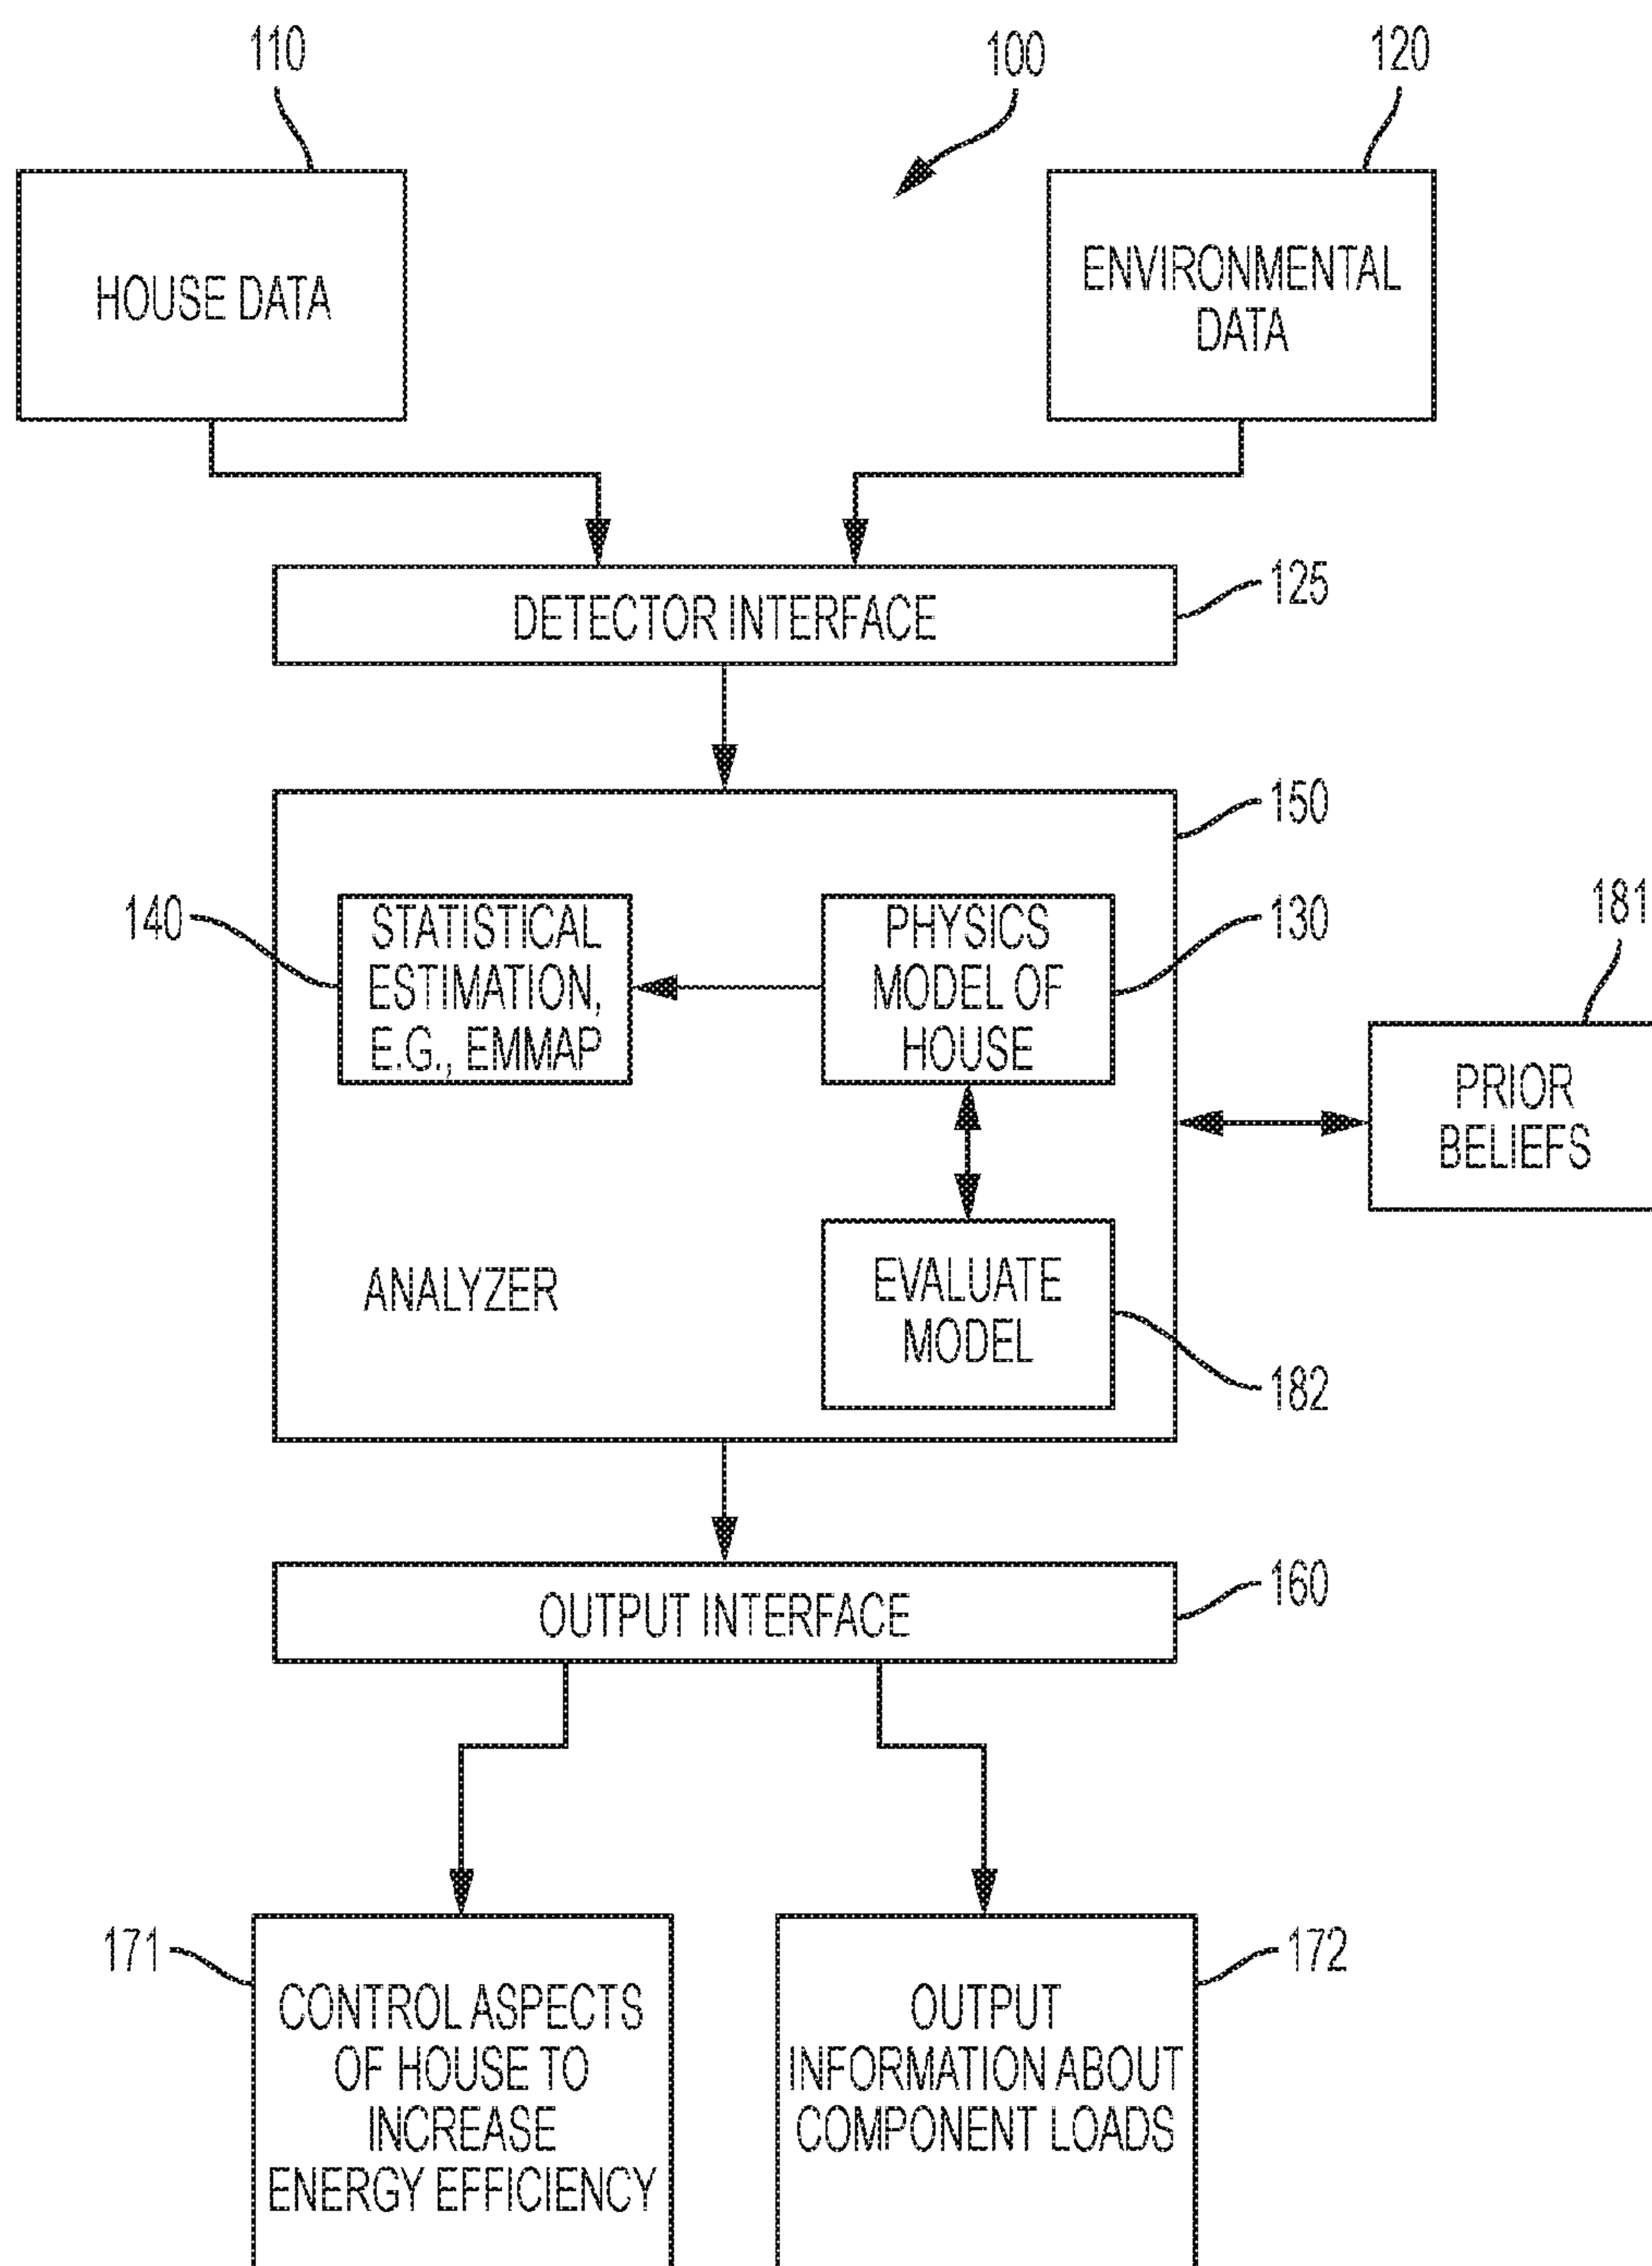 110
100
120
HOUSE DATA
ENVIRONMENTAL
DATA
DETECTOR INTERFACE
125
150
140
STATISTICAL
ESTIMATION,
E.G., EMMAP
PHYSICS
MODEL OF
HOUSE
130
181
PRIOR
BELIEFS
ANALYZER
EVALUATE
MODEL
182
OUTPUT INTERFACE
160
171
CONTROL ASPECTS
OF HOUSE TO
INCREASE
ENERGY EFFICIENCY
OUTPUT
INFORMATION ABOUT
COMPONENT LOADS
172